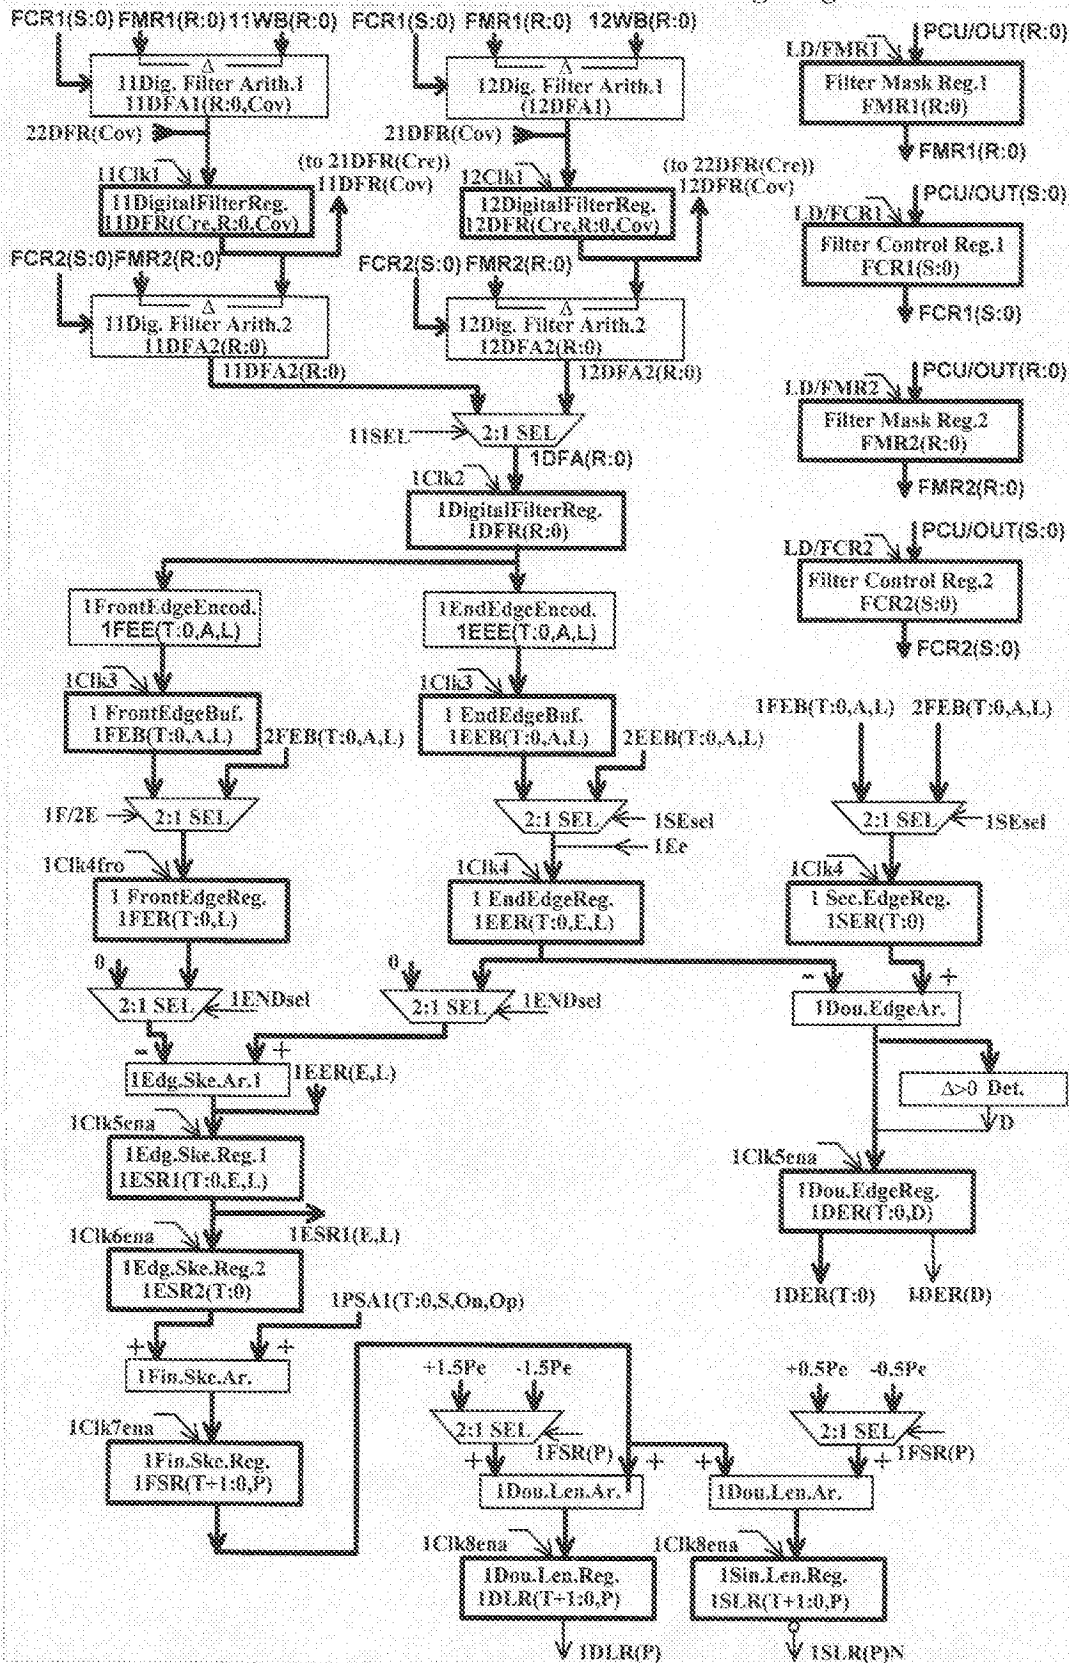 FCR1(S:0) FMR1(R:0) 11WB(R:0) FCR1(S:0) FMR1(R:0) 12WB(R:0)
Δ
11Dig. Filter Arith.1
11DFA1(R:0,Cov)
Δ
12Dig. Filter Arith.1
(12DFA1)
PCU/OUT(R:0)
LD/FMR1
Filter Mask Reg.1
FMR1(R:0)
FMR1(R:0)
22DFR(Cov)
21DFR(Cov)
11Clk1
(to 21DFR(Cre))
11DFR(Cov)
12Clk1
(to 22DFR(Cre))
12DFR(Cov)
11DigitalFilterReg.
11DFR(Cre,R:0,Cov)
12DigitalFilterReg.
12DFR(Cre,R:0,Cov)
PCU/OUT(S:0)
LD/FCR1
Filter Control Reg.1
FCR1(S:0)
FCR1(S:0)
FCR2(S:0) FMR2(R:0)
FCR2(S:0) FMR2(R:0)
Δ
11Dig. Filter Arith.2
11DFA2(R:0)
Δ
12Dig. Filter Arith.2
12DFA2(R:0)
11DFA2(R:0)
12DFA2(R:0)
PCU/OUT(R:0)
LD/FMR2
Filter Mask Reg.2
FMR2(R:0)
FMR2(R:0)
11SEL
2:1 SEL
1DFA(R:0)
1Clk2
1DigitalFilterReg.
1DFR(R:0)
PCU/OUT(S:0)
LD/FCR2
Filter Control Reg.2
FCR2(S:0)
FCR2(S:0)
1FrontEdgeEncod.
1FEE(T:0,A,L)
1EndEdgeEncod.
1EEE(T:0,A,L)
1Clk3
1 FrontEdgeBuf.
1FEB(T:0,A,L)
2FEB(T:0,A,L)
1Clk3
1 EndEdgeBuf.
1EEB(T:0,A,L)
2EEB(T:0,A,L)
1FEB(T:0,A,L) 2FEB(T:0,A,L)
1F/2E
2:1 SEL
2:1 SEL
1SEsel
2:1 SEL
1SEsel
1Ee
1Clk4fro
1 FrontEdgeReg.
1FER(T:0,L)
1Clk4
1 EndEdgeReg.
1EER(T:0,E,L)
1Clk4
1 Sec.EdgeReg.
1SER(T:0)
0
2:1 SEL
1ENDsel
0
2:1 SEL
1ENDsel
- +
1Dou.EdgeAr.
- +
1Edg.Ske.Ar.1
1EER(E,L)
Δ>0 Det.
D
1Clk5ena
1Edg.Ske.Reg.1
1ESR1(T:0,E,L)
1ESR1(E,L)
1Clk5ena
1Dou.EdgeReg.
1DER(T:0,D)
1DER(T:0)
1DER(D)
1Clk6ena
1Edg.Ske.Reg.2
1ESR2(T:0)
1PSA1(T:0,S,On,Op)
+ +
1Fin.Ske.Ar.
1Clk7ena
1Fin.Ske.Reg.
1FSR(T+1:0,P)
+1.5Pe -1.5Pe
2:1 SEL
1FSR(P)
+0.5Pe -0.5Pe
2:1 SEL
1FSR(P)
+ +
1Dou.Len.Ar.
+ +
1Dou.Len.Ar.
1Clk8ena
1Dou.Len.Reg.
1DLR(T+1:0,P)
1DLR(P)
1Clk8ena
1Sin.Len.Reg.
1SLR(T+1:0,P)
1SLR(P)N